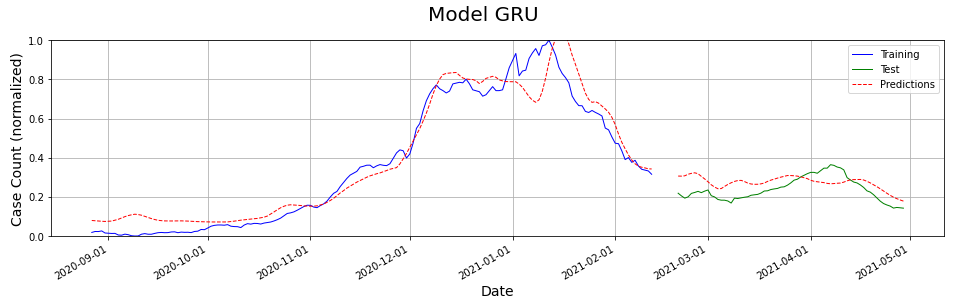 Model GRU
Case Count (normalized)
1.0
0.8
0.6
0.4
0.2
0.0
Training
Test
Predictions
2020-09-01
2020-10-01
2020-11-01
2020-12-01
2021-01-01
2021-02-01
2021-03-01
2021-04-01
2021-05-01
Date